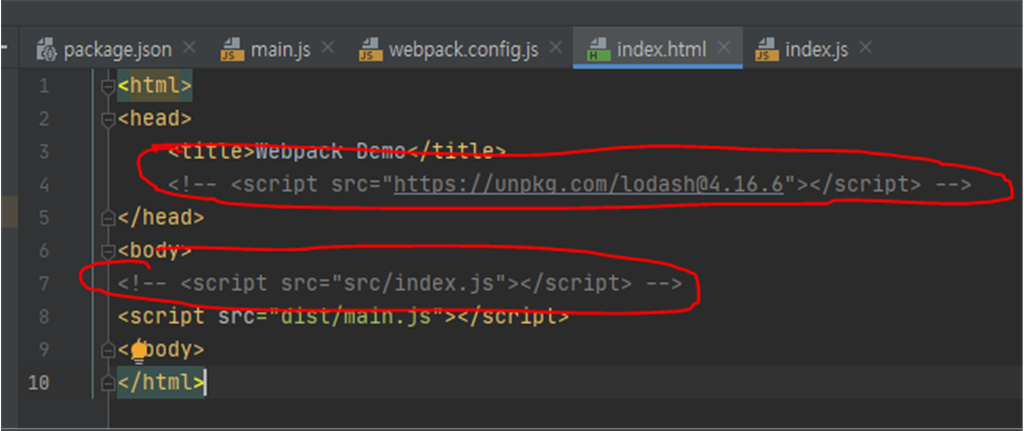 package.json main.js webpack.config.js index.html index.js
1 <html>
2 <head>
3 <title>Webpack Demo</title>
4 <!-- <script src="https://unpkg.com/lodash@4.16.6"></script> -->
5 </head>
6 <body>
7 <!-- <script src="src/index.js"></script> -->
8 <script src="dist/main.js"></script>
9 < body>
10 </html>